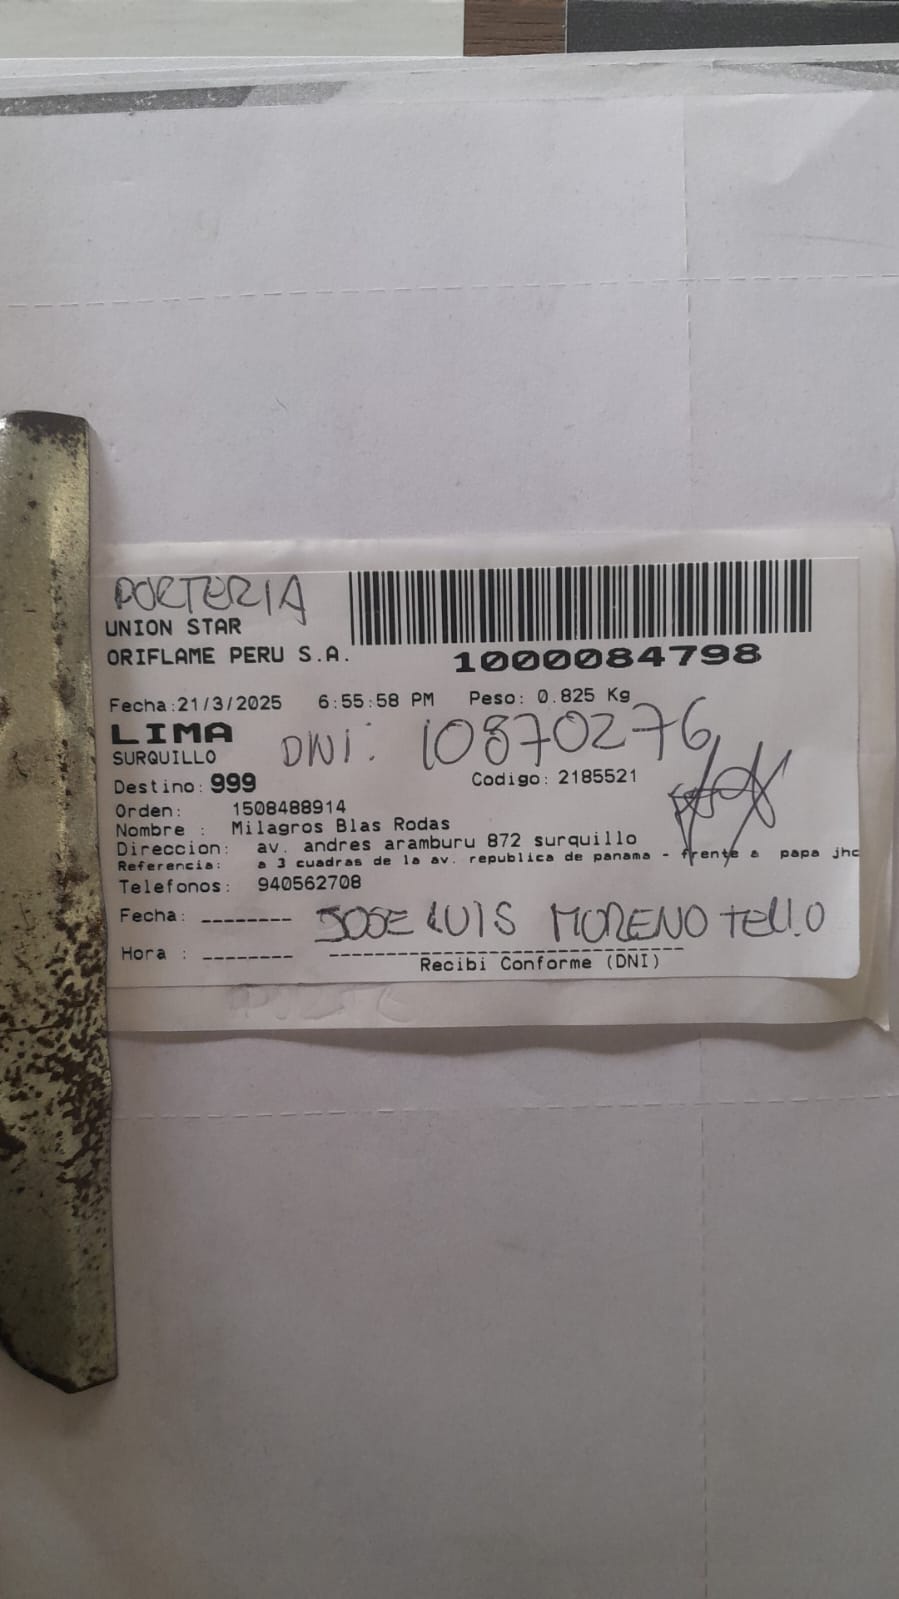 PORTERIA
UNION STAR
ORIFLAME PERU S.A.
1000084798
Fecha:21/3/2025 6:55:58 PM Peso: 0.825 Kg
LIMA
SURQUILLO DNI: 10870276
Destino: 999 Codigo: 2185521
Orden: 1508488914
Nombre : Milagros Blas Rodas
Direccion: av. andres aramburu 872 surquillo
Referencia: a 3 cuadras de la av. republica de panama - frente a papa jho
Telefonos: 940562708
Fecha: -------- JOSE LUIS MORENO TELLO
Hora : --------
Recibi Conforme (DNI)